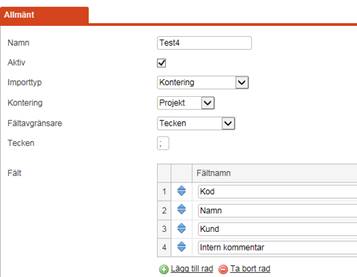 Allmänt
Namn Test4
Aktiv
Importtyp Kontering
Kontering Projekt
Fältavgränsare Tecken
Tecken ;
Fält Fältnamn
1 Kod
2 Namn
3 Kund
4 Intern kommentar
Lägg till rad Ta bort rad